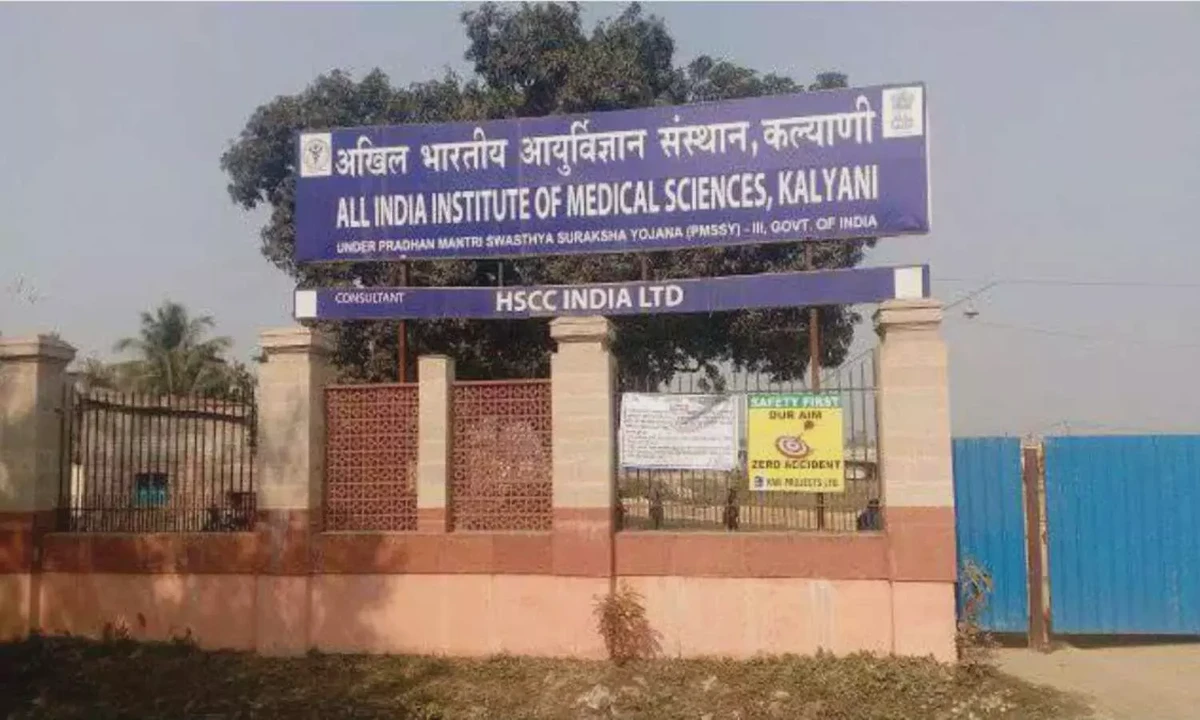 अखिल भारतीय आयुर्विज्ञान संस्थान, कल्याणी
ALL INDIA INSTITUTE OF MEDICAL SCIENCES, KALYANI
UNDER PRADHAN MANTRI SWASTHYA SURAKSHA YOJANA (PMSSY) - III, GOVT. OF INDIA
CONSULTANT HSCC INDIA LTD
SAFETY FIRST
OUR AIM
ZERO ACCIDENT
PROJECTS LTD